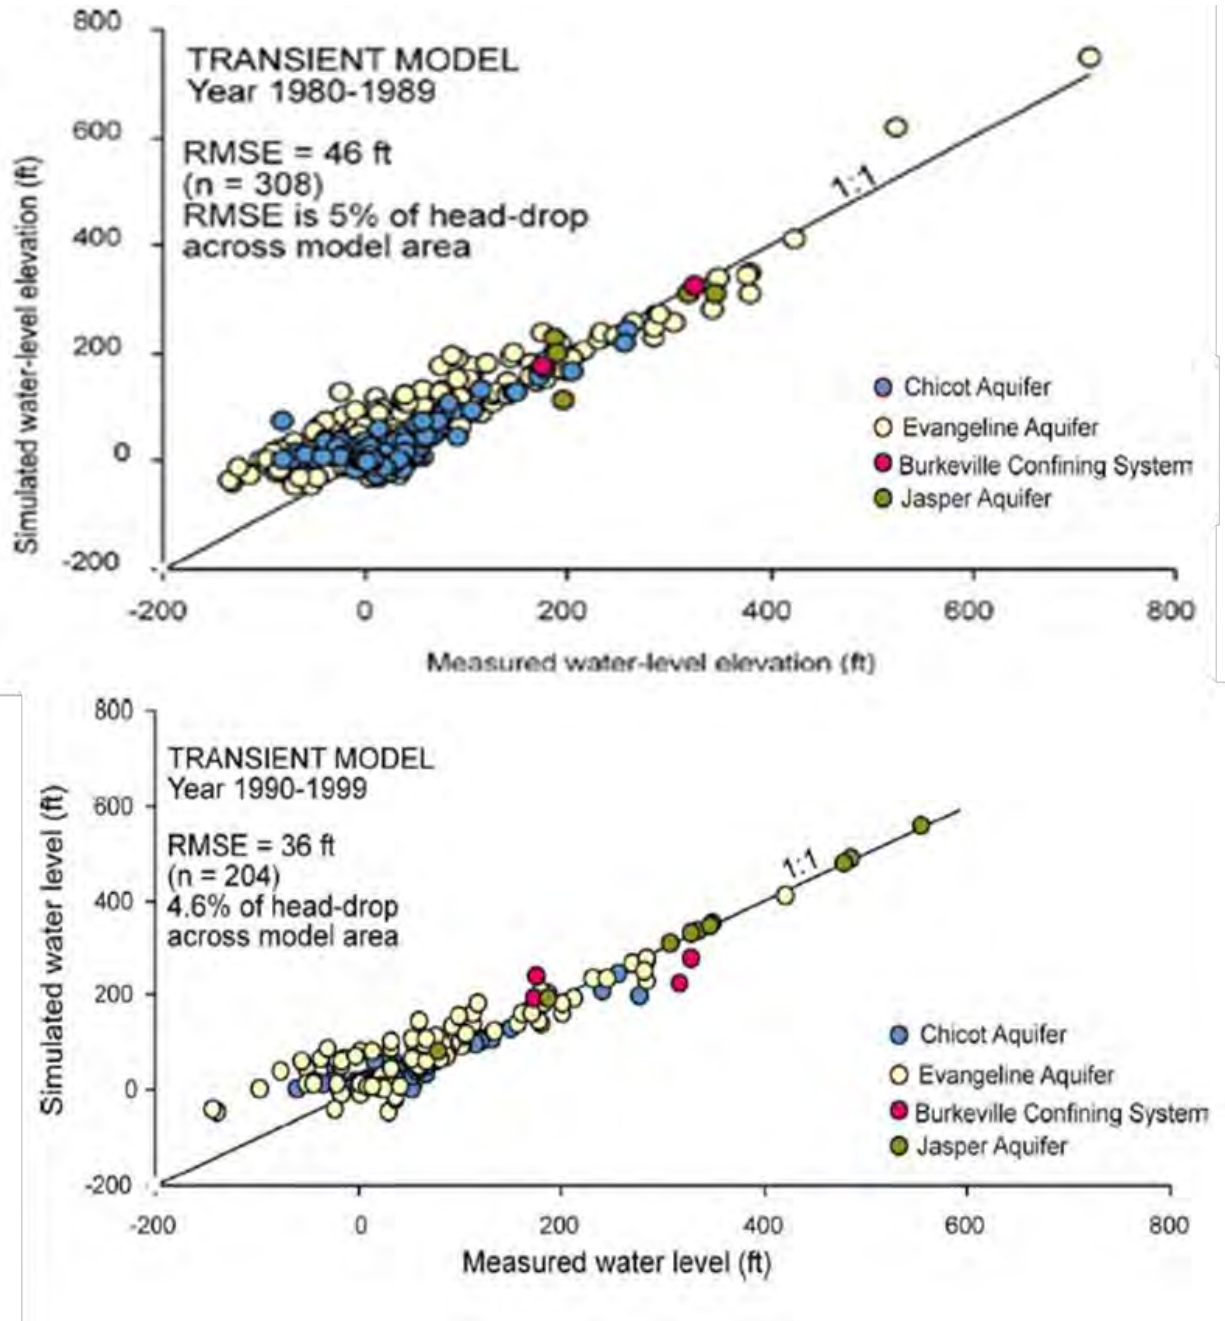 800
TRANSIENT MODEL
Year 1980-1989
600
RMSE = 46 ft
(n = 308)
RMSE is 5% of head-drop
across model area
1:1
400
200
0
-200
Simulated water-level elevation (ft)
Chicot Aquifer
Evangeline Aquifer
Burkeville Confining System
Jasper Aquifer
-200 0 200 400 600 800
Measured water-level elevation (ft)
800
TRANSIENT MODEL
Year 1990-1999
600
RMSE = 36 ft
(n = 204)
4.6% of head-drop
across model area
1:1
400
200
0
-200
Simulated water level (ft)
Chicot Aquifer
Evangeline Aquifer
Burkeville Confining System
Jasper Aquifer
-200 0 200 400 600 800
Measured water level (ft)